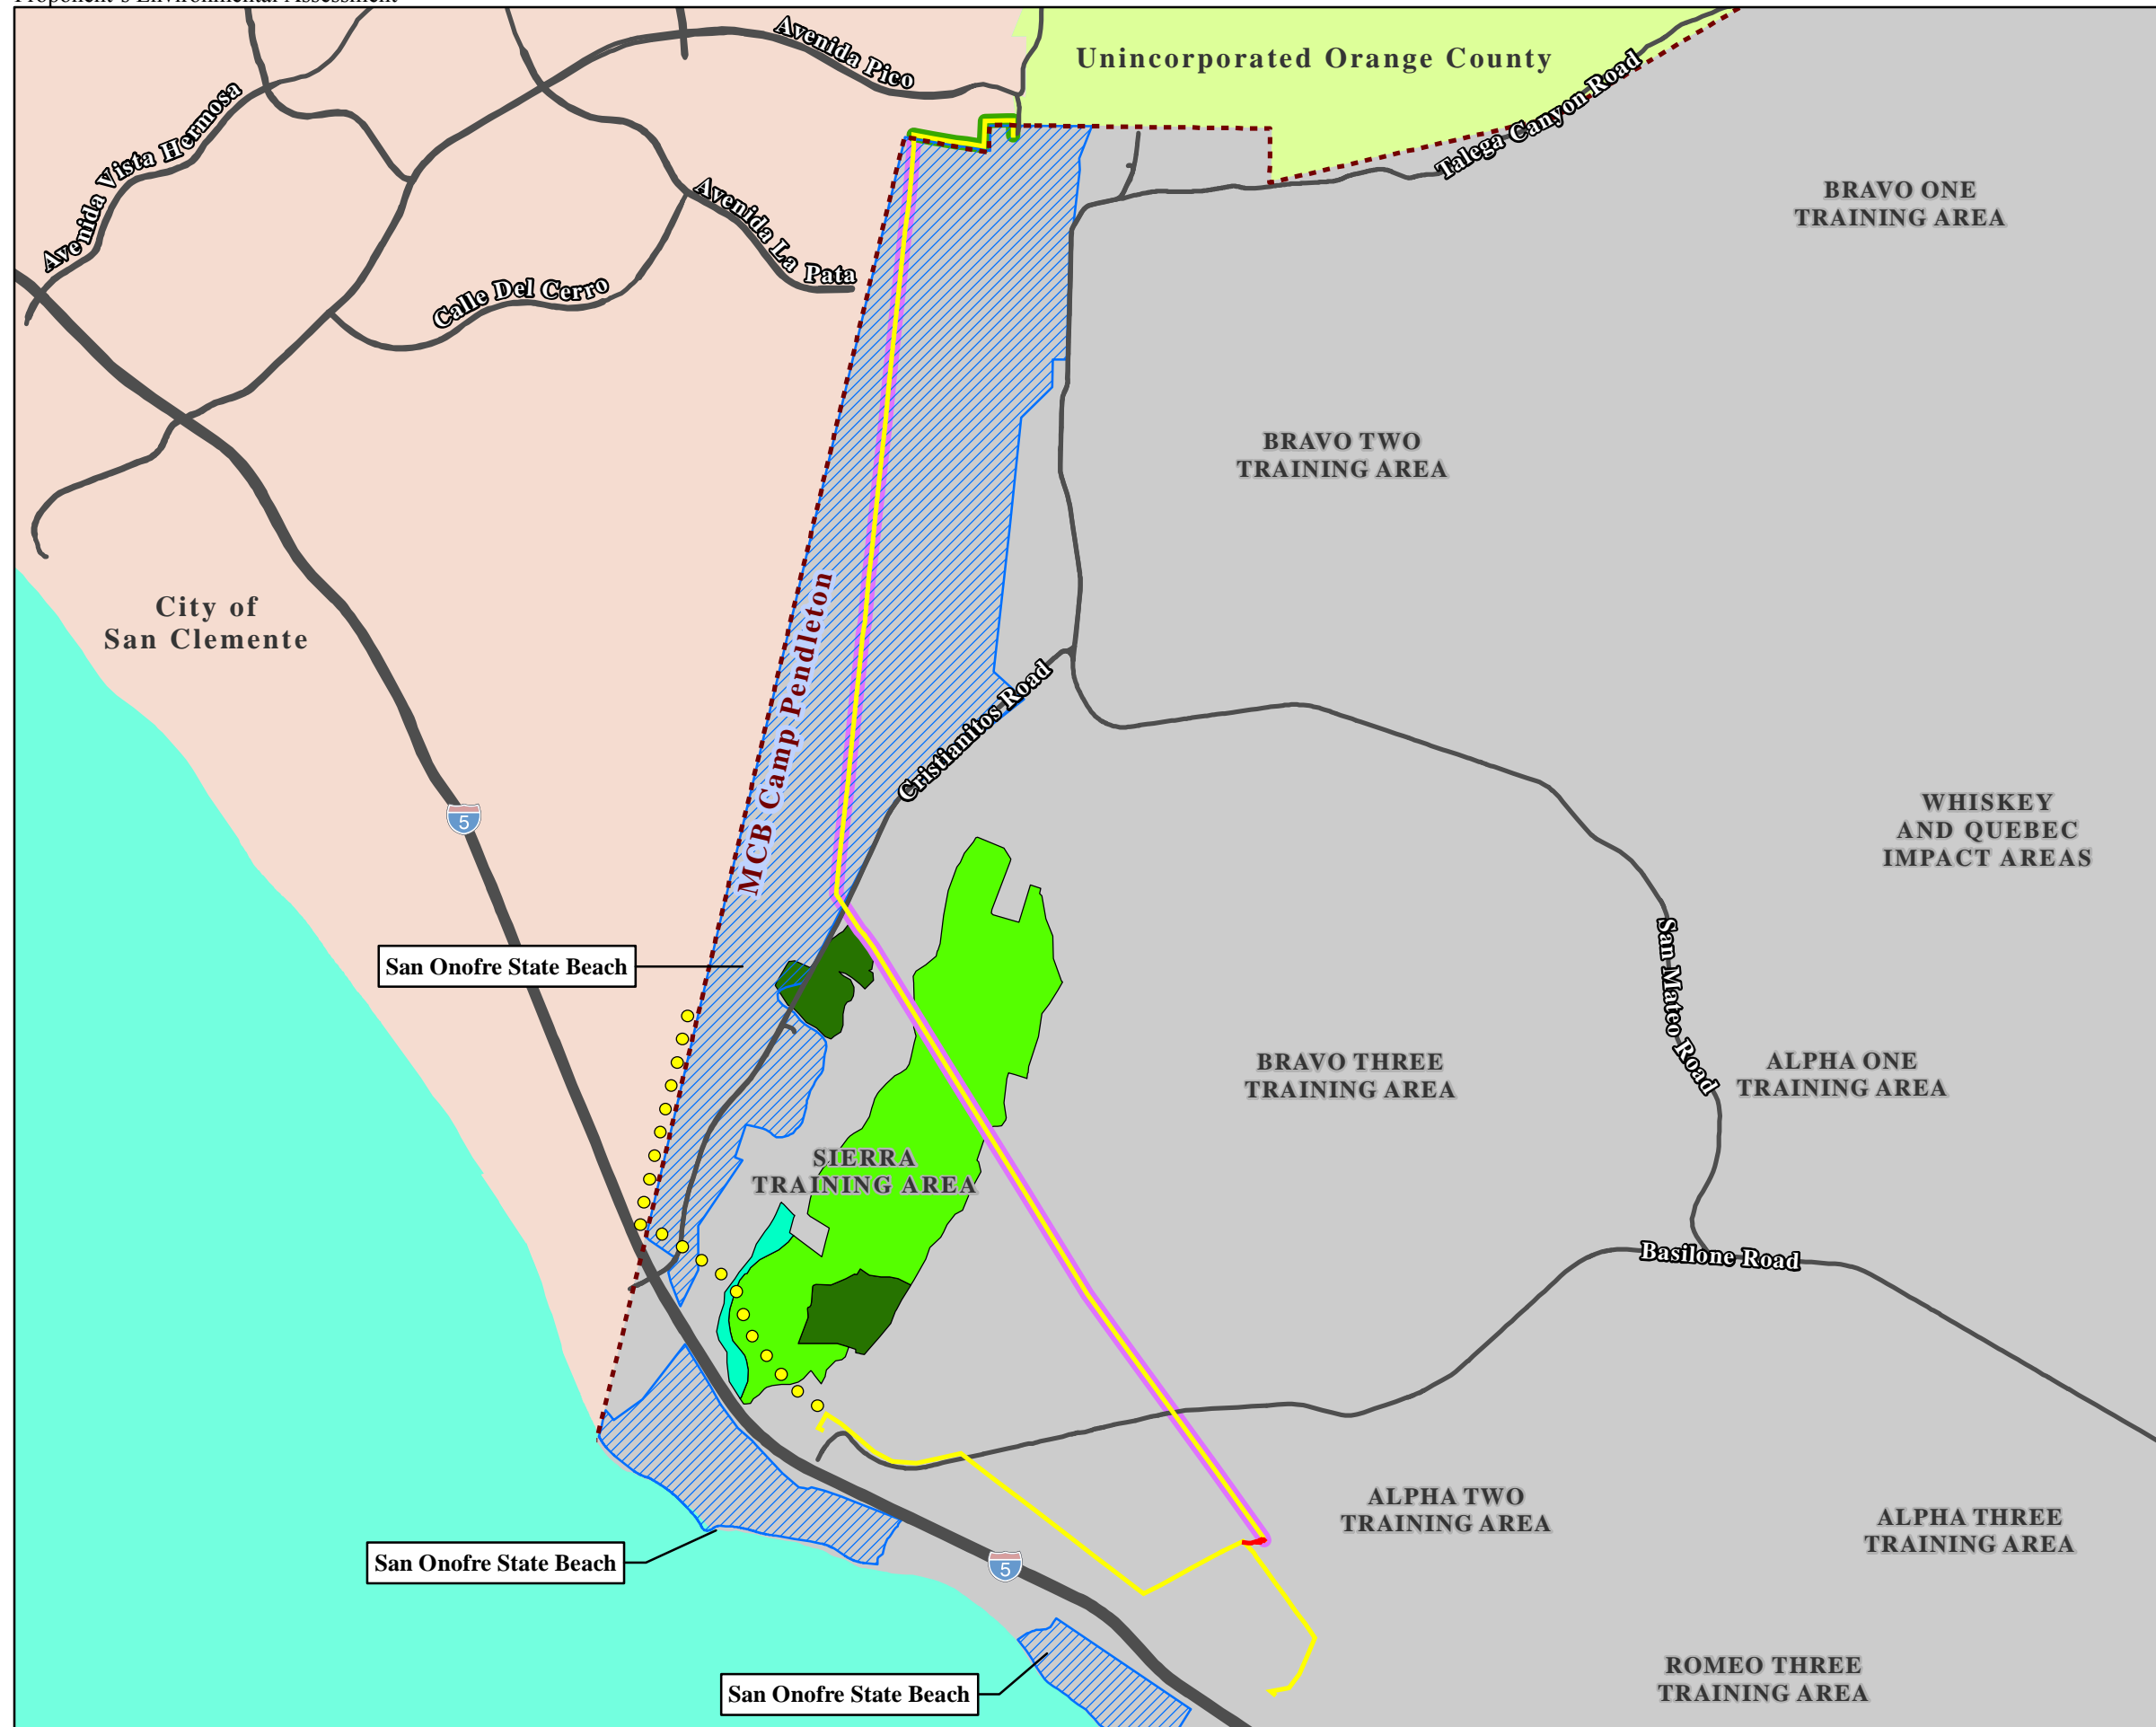 Proponent's Environmental Assessment
Avenida Pico
Unincorporated Orange County
Talega Canyon Road
Avenida Vista Hermosa
BRAVO ONE
TRAINING AREA
Avenida La Pata
Calle Del Cerro
BRAVO TWO
TRAINING AREA
City of
San Clemente
MCB Camp Pendleton
Cristianitos Road
5
WHISKEY
AND QUEBEC
IMPACT AREAS
San Onofre State Beach
San Mateo Road
BRAVO THREE
TRAINING AREA
ALPHA ONE
TRAINING AREA
SIERRA
TRAINING AREA
Basilone Road
ALPHA TWO
TRAINING AREA
ALPHA THREE
TRAINING AREA
San Onofre State Beach
5
ROMEO THREE
TRAINING AREA
San Onofre State Beach